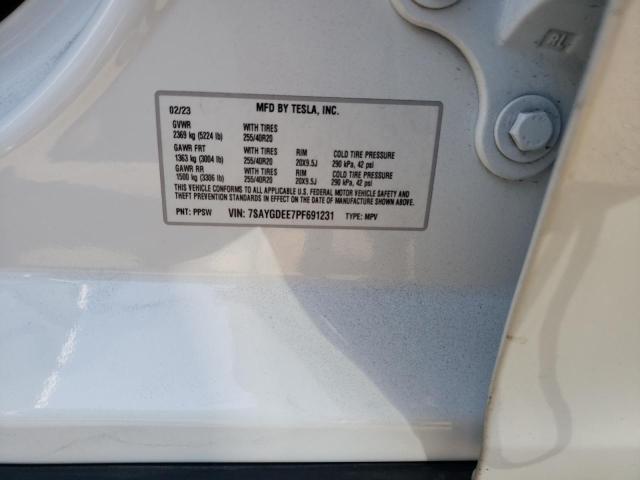 RL
02/23 MFD BY TESLA, INC.
GVWR WITH TIRES
2369 kg (5224 lb) 255/40R20
GAWR FRT WITH TIRES RIM COLD TIRE PRESSURE
1363 kg (3004 lb) 255/40R20 20X9.5J 290 kPa, 42 psi
GAWR RR WITH TIRES RIM COLD TIRE PRESSURE
1500 kg (3306 lb) 255/40R20 20X9.5J 290 kPa, 42 psi
THIS VEHICLE CONFORMS TO ALL APPLICABLE U.S. FEDERAL MOTOR VEHICLE SAFETY AND
THEFT PREVENTION STANDARDS IN EFFECT ON THE DATE OF MANUFACTURE SHOWN ABOVE.
PNT: PPSW VIN: 7SAYGDEE7PF691231 TYPE: MPV